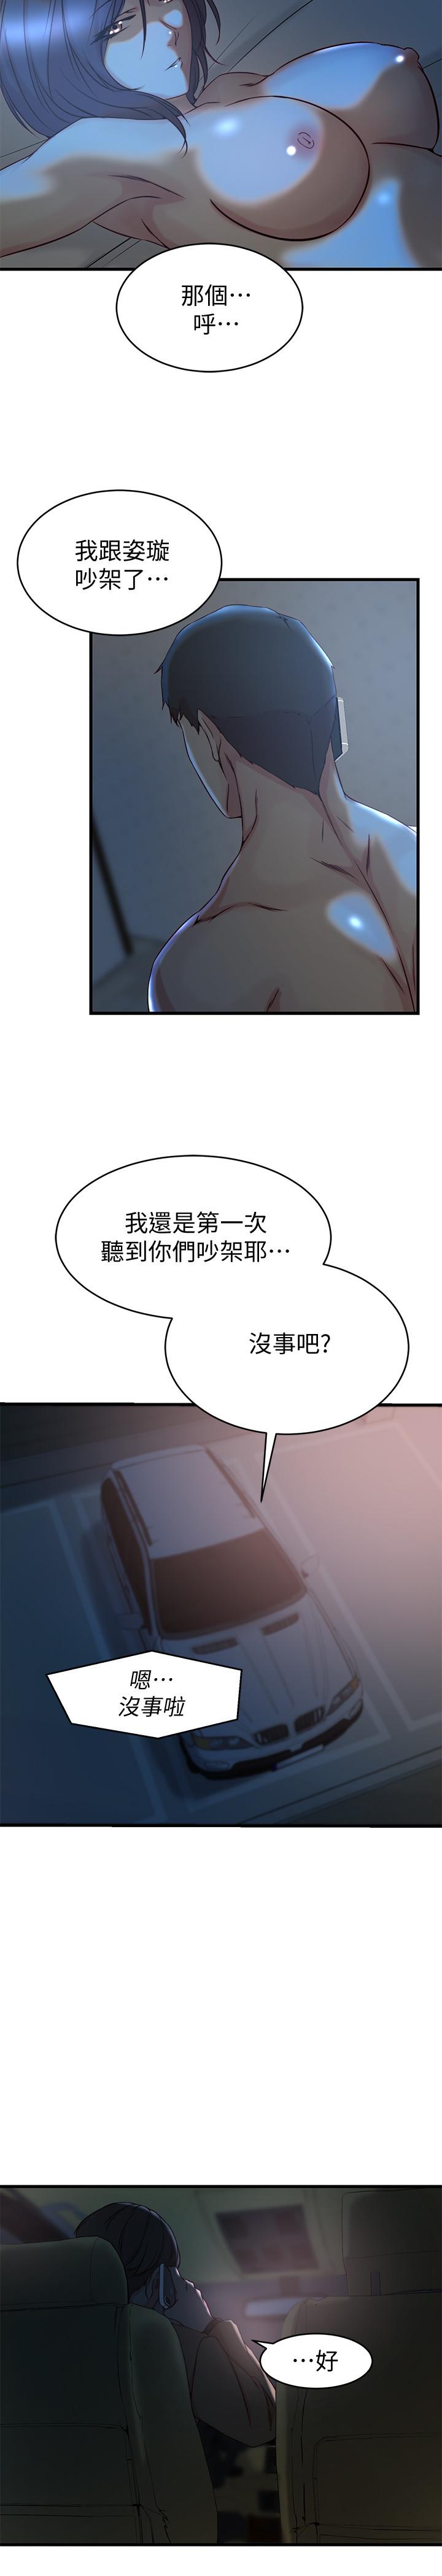 那個⋯
呼⋯
我跟姿璇
吵架了⋯
我還是第一次
聽到你們吵架耶⋯
沒事吧?
嗯⋯
沒事啦
⋯好